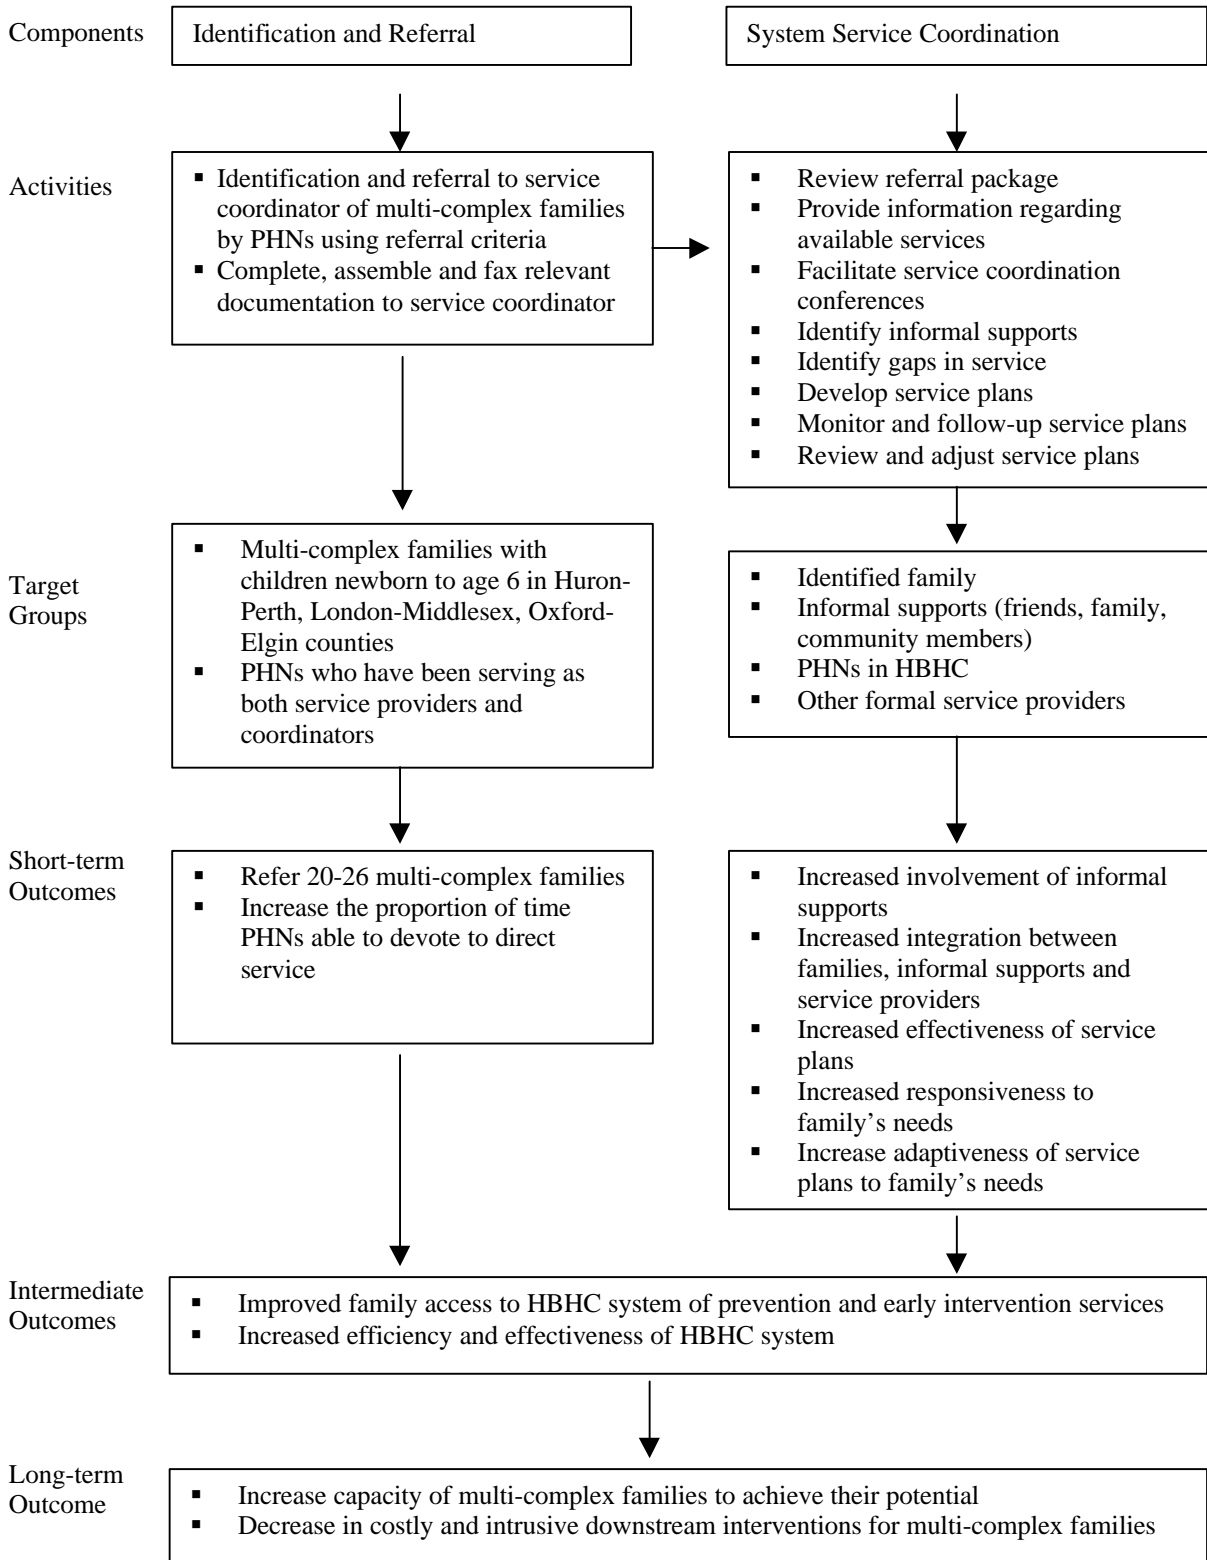 Components
Identification and Referral
System Service Coordination
Activities
▪ Identification and referral to service
coordinator of multi-complex families
by PHNs using referral criteria
▪ Complete, assemble and fax relevant
documentation to service coordinator
▪ Review referral package
▪ Provide information regarding
available services
▪ Facilitate service coordination
conferences
▪ Identify informal supports
▪ Identify gaps in service
▪ Develop service plans
▪ Monitor and follow-up service plans
▪ Review and adjust service plans
Target
Groups
▪ Multi-complex families with
children newborn to age 6 in Huron-
Perth, London-Middlesex, Oxford-
Elgin counties
▪ PHNs who have been serving as
both service providers and
coordinators
▪ Identified family
▪ Informal supports (friends, family,
community members)
▪ PHNs in HBHC
▪ Other formal service providers
Short-term
Outcomes
▪ Refer 20-26 multi-complex families
▪ Increase the proportion of time
PHNs able to devote to direct
service
▪ Increased involvement of informal
supports
▪ Increased integration between
families, informal supports and
service providers
▪ Increased effectiveness of service
plans
▪ Increased responsiveness to
family’s needs
▪ Increase adaptiveness of service
plans to family’s needs
Intermediate
Outcomes
▪ Improved family access to HBHC system of prevention and early intervention services
▪ Increased efficiency and effectiveness of HBHC system
Long-term
Outcome
▪ Increase capacity of multi-complex families to achieve their potential
▪ Decrease in costly and intrusive downstream interventions for multi-complex families